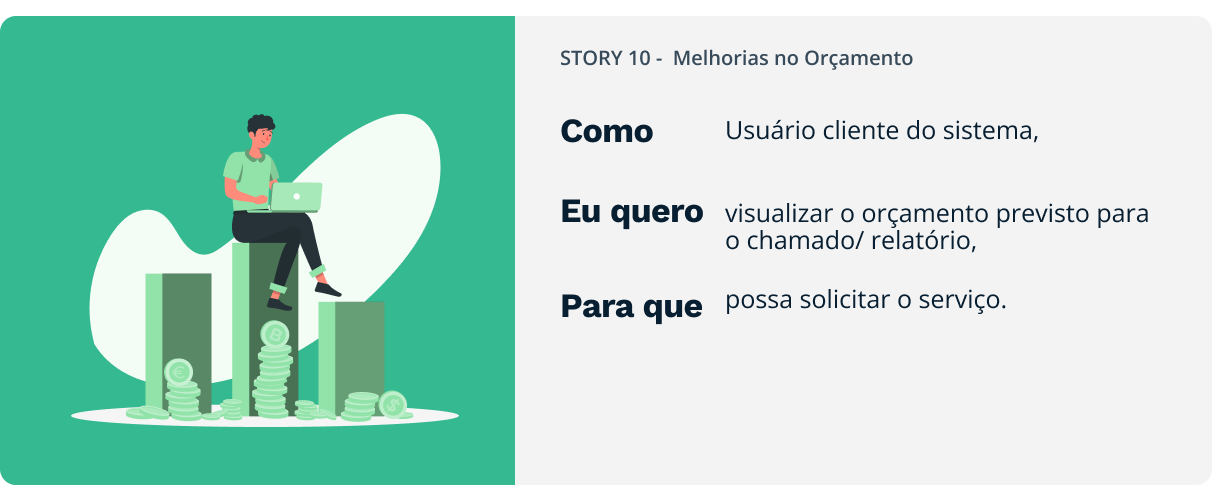 STORY 10 -  Melhorias no Orçamento
Como Usuário cliente do sistema,
Eu quero visualizar o orçamento previsto para
o chamado/ relatório,
Para que possa solicitar o serviço.
€
B
$